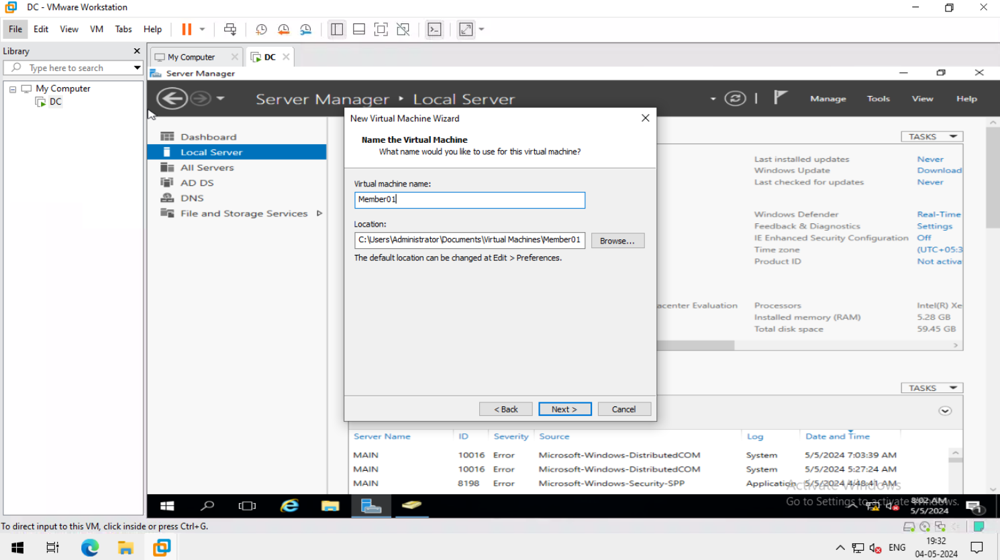 DC - VMware Workstation
File Edit View VM Tabs Help
Library
My Computer
DC
Type here to search
Server Manager
My Computer
DC
Server Manager ‣ Local Server
Manage Tools View Help
New Virtual Machine Wizard
Dashboard
Local Server
All Servers
AD DS
DNS
File and Storage Services
Name the Virtual Machine
What name would you like to use for this virtual machine?
Virtual machine name:
Member01
Location:
C:\Users\Administrator\Documents\Virtual Machines\Member01
Browse...
The default location can be changed at Edit > Preferences.
< Back Next > Cancel
TASKS
Last installed updates Never
Windows Update Download
Last checked for updates Never
Windows Defender Real-Time
Feedback & Diagnostics Settings
IE Enhanced Security Configuration Off
Time zone (UTC+05:3
Product ID Not activa
acenter Evaluation
Processors Intel(R) Xe
Installed memory (RAM) 5.28 GB
Total disk space 59.45 GB
TASKS
Server Name ID Severity Source Log Date and Time
MAIN 10016 Error Microsoft-Windows-DistributedCOM System 5/5/2024 7:03:39 AM
MAIN 10016 Error Microsoft-Windows-DistributedCOM System 5/5/2024 5:27:24 AM
MAIN 8198 Error Microsoft-Windows-Security-SPP Application 5/5/2024 4:48:41 AM
Activate Windows
Go to Settings to activate Windows.
8:02 AM
5/5/2024
1
To direct input to this VM, click inside or press Ctrl+G.
ENG
19:32
04-05-2024